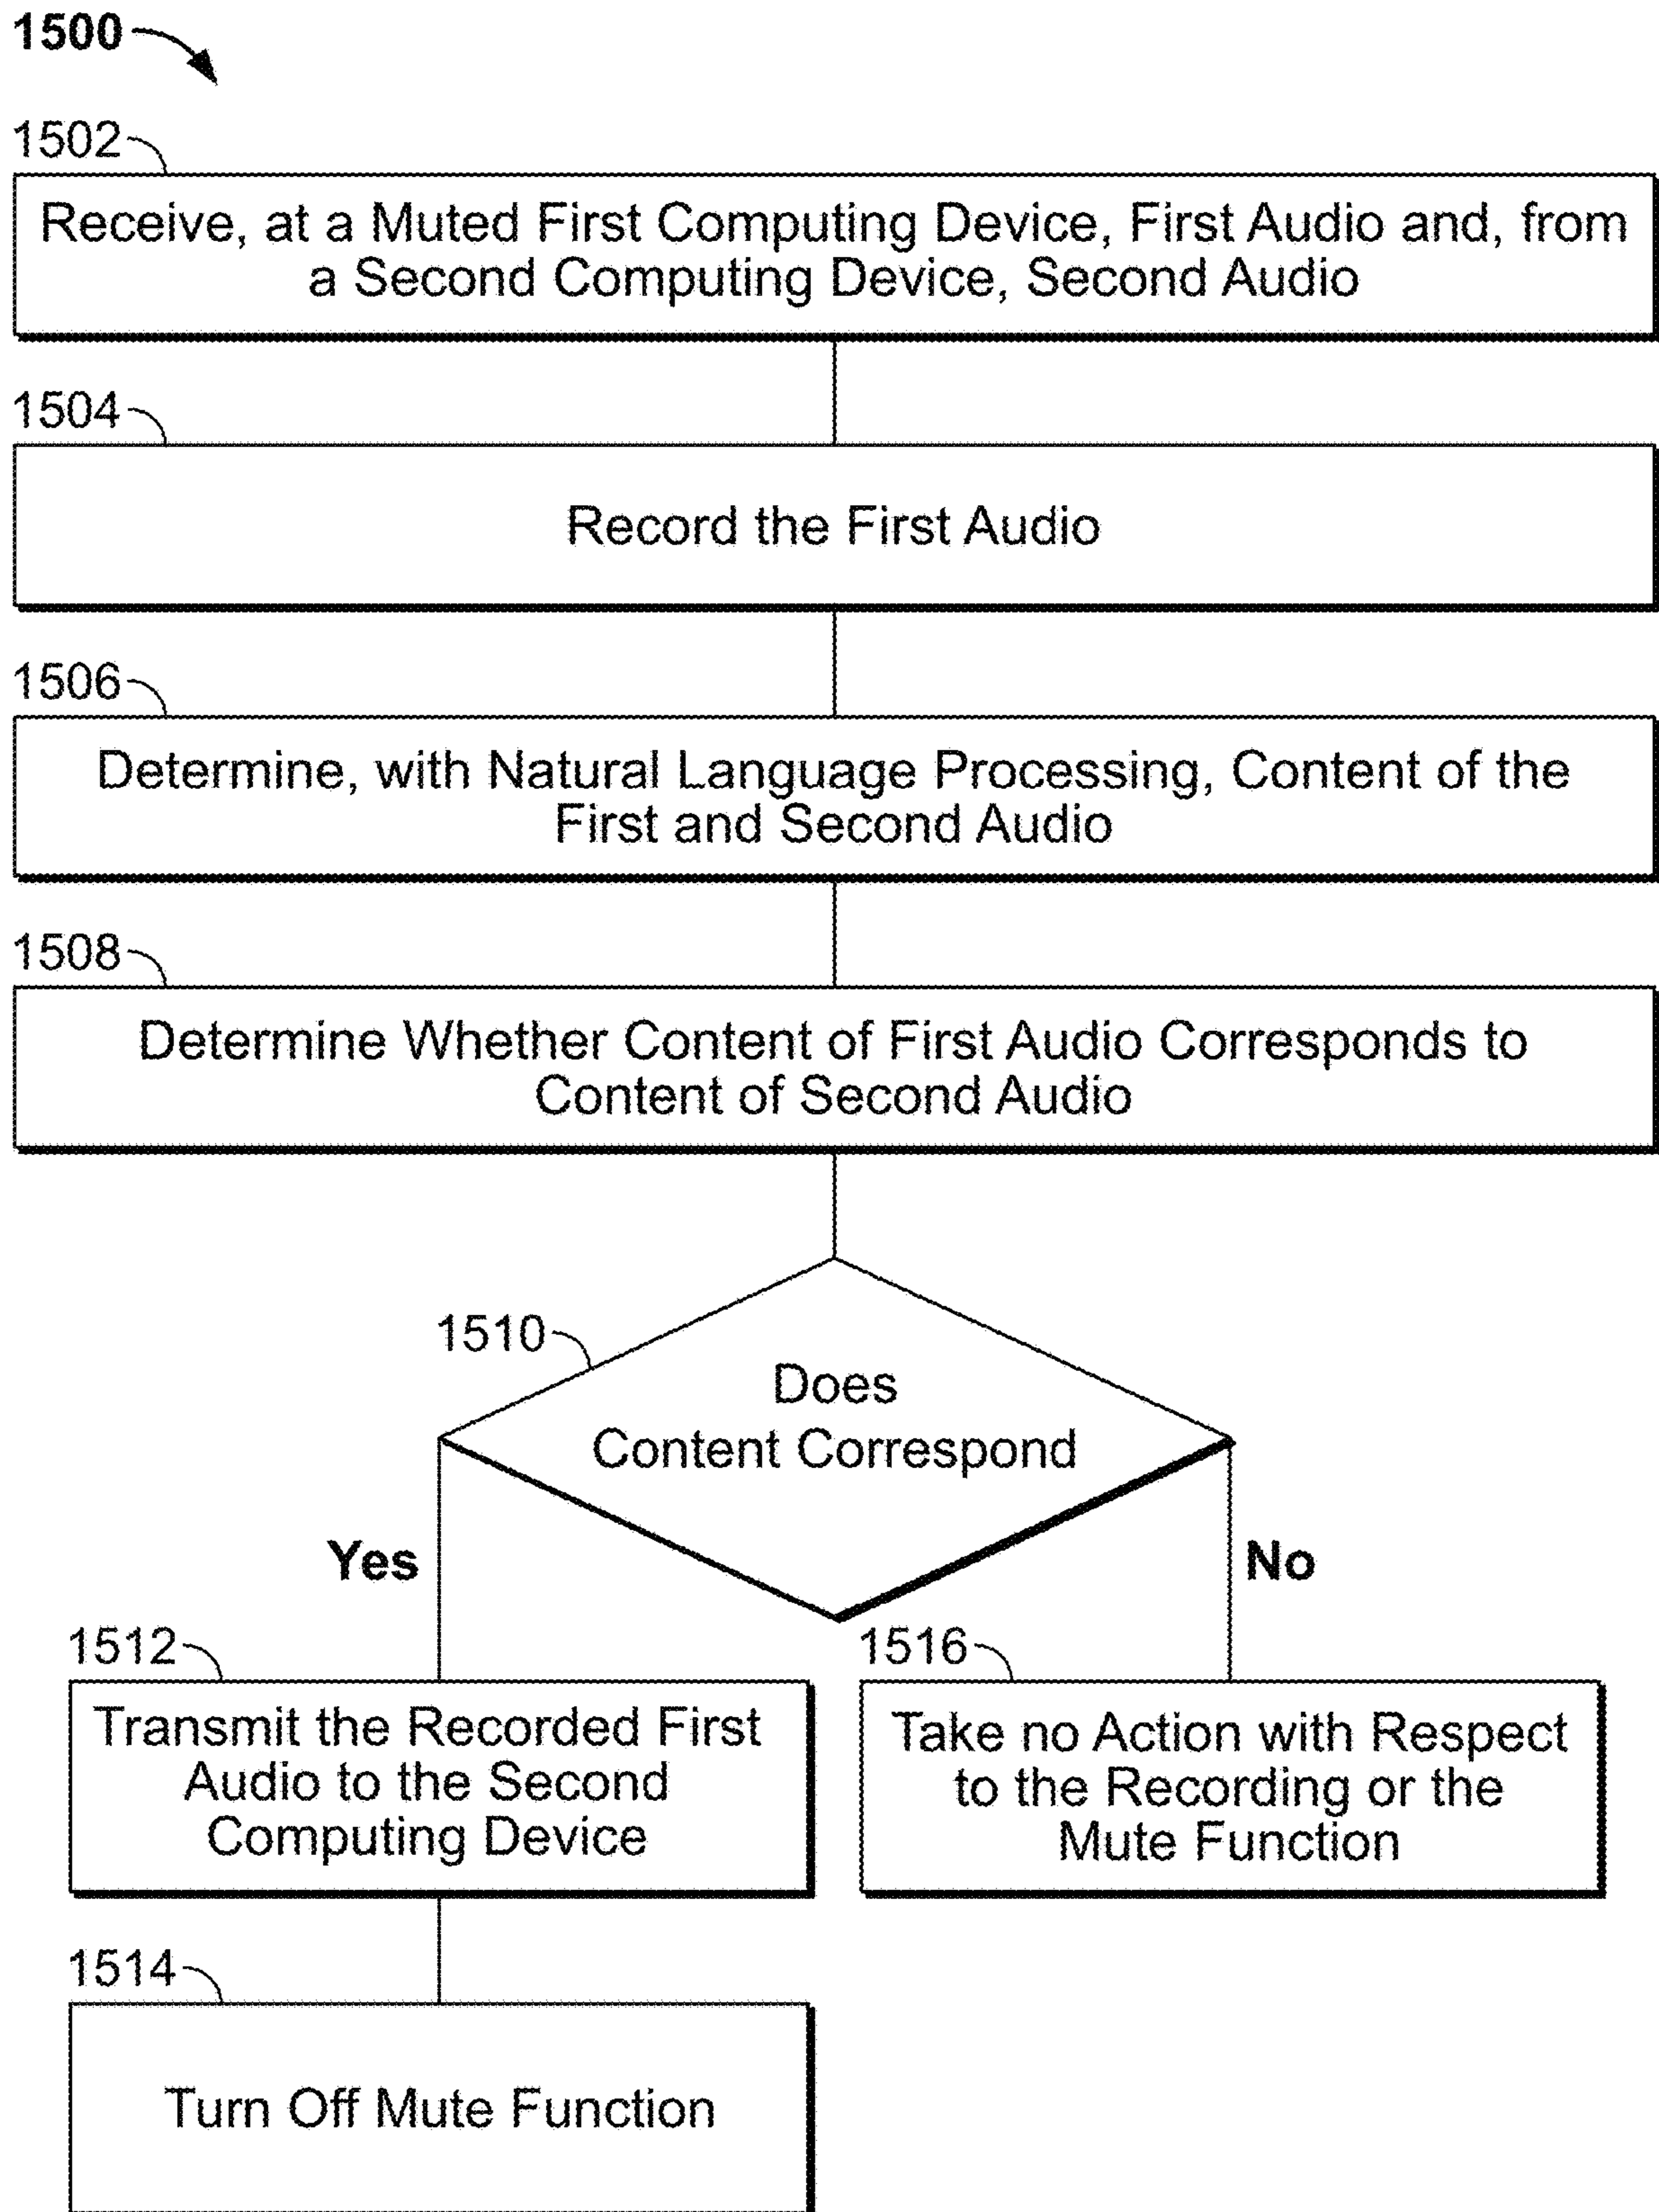 1500
1502
Receive, at a Muted First Computing Device, First Audio and, from
a Second Computing Device, Second Audio
1504
Record the First Audio
1506
Determine, with Natural Language Processing, Content of the
First and Second Audio
1508
Determine Whether Content of First Audio Corresponds to
Content of Second Audio
1510
Does
Content Correspond
Yes
No
1512
Transmit the Recorded First
Audio to the Second
Computing Device
1516
Take no Action with Respect
to the Recording or the
Mute Function
1514
Turn Off Mute Function